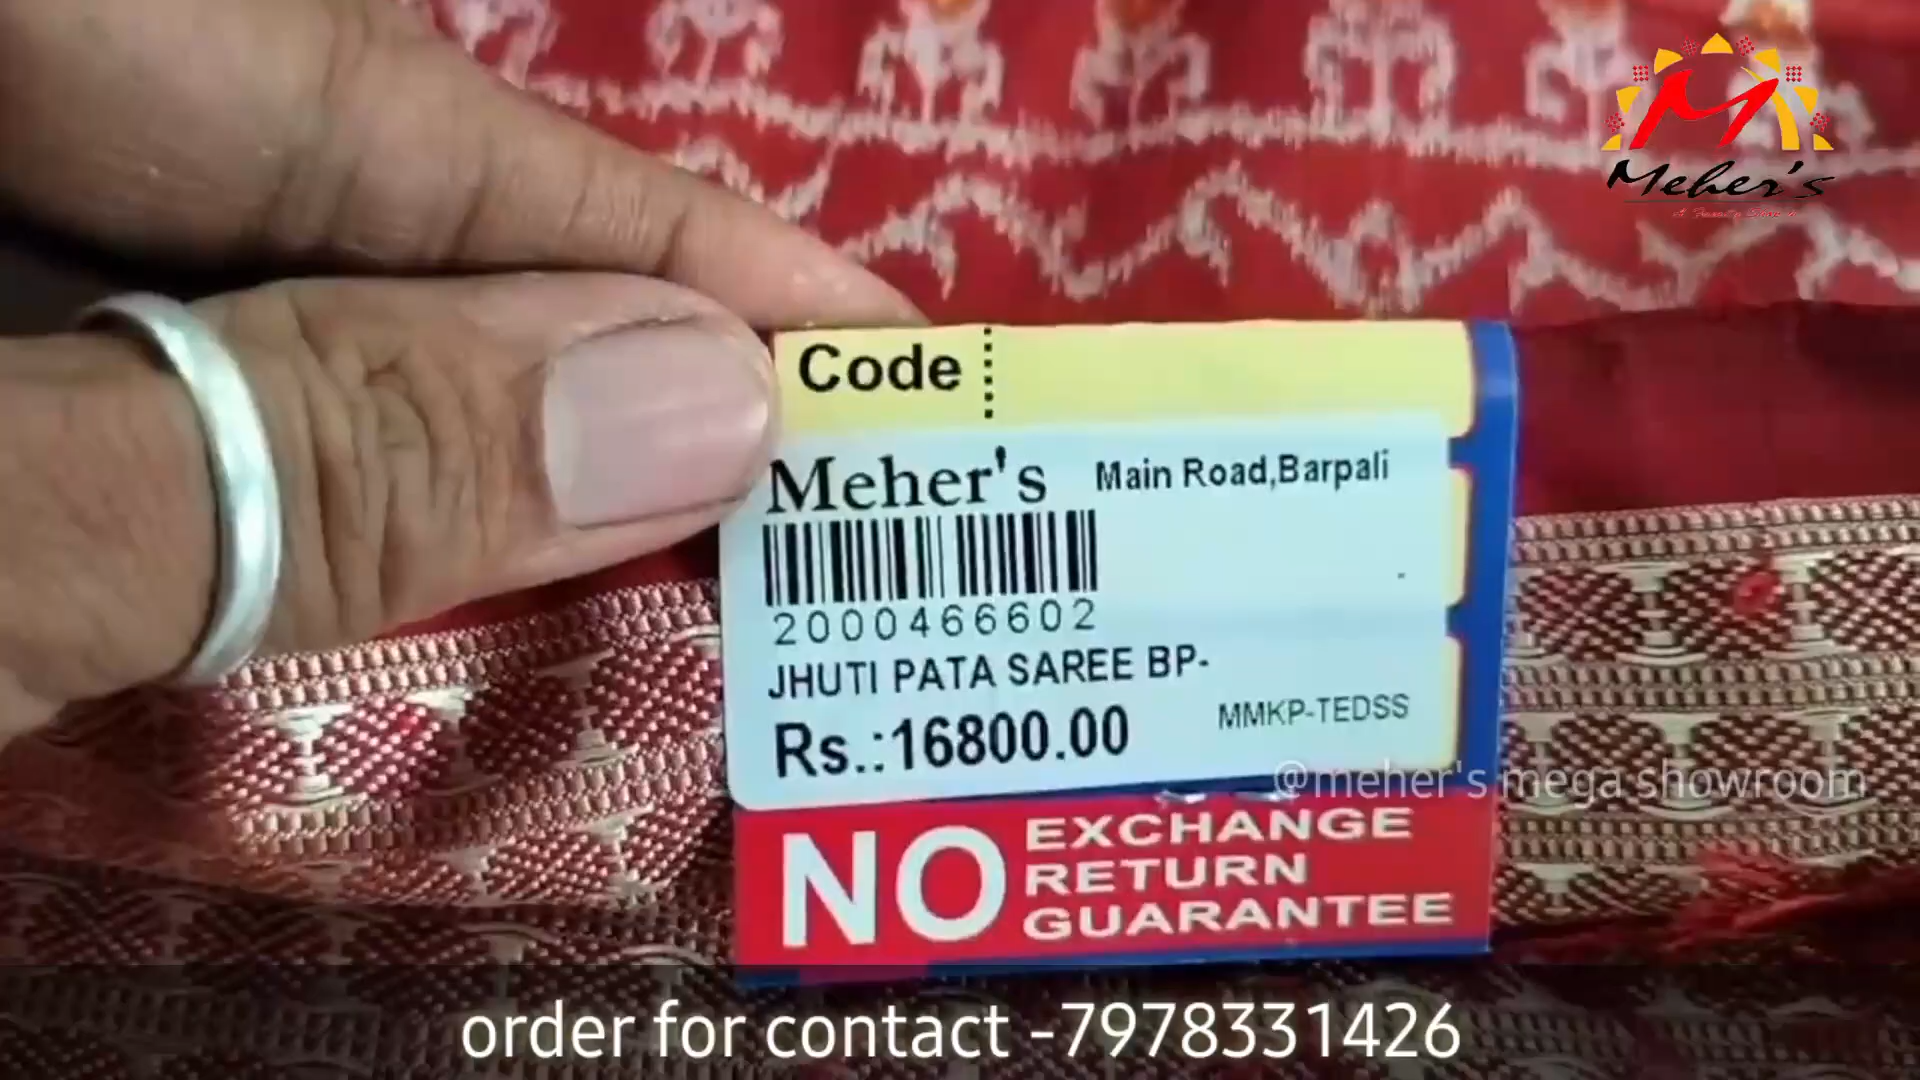 Meher's
Code
Meher's Main Road,Barpali
2000466602
JHUTI PATA SAREE BP-
Rs.:16800.00 MMKP-TEDSS
@meher's mega showroom
NO EXCHANGE
RETURN
GUARANTEE
order for contact -7978331426